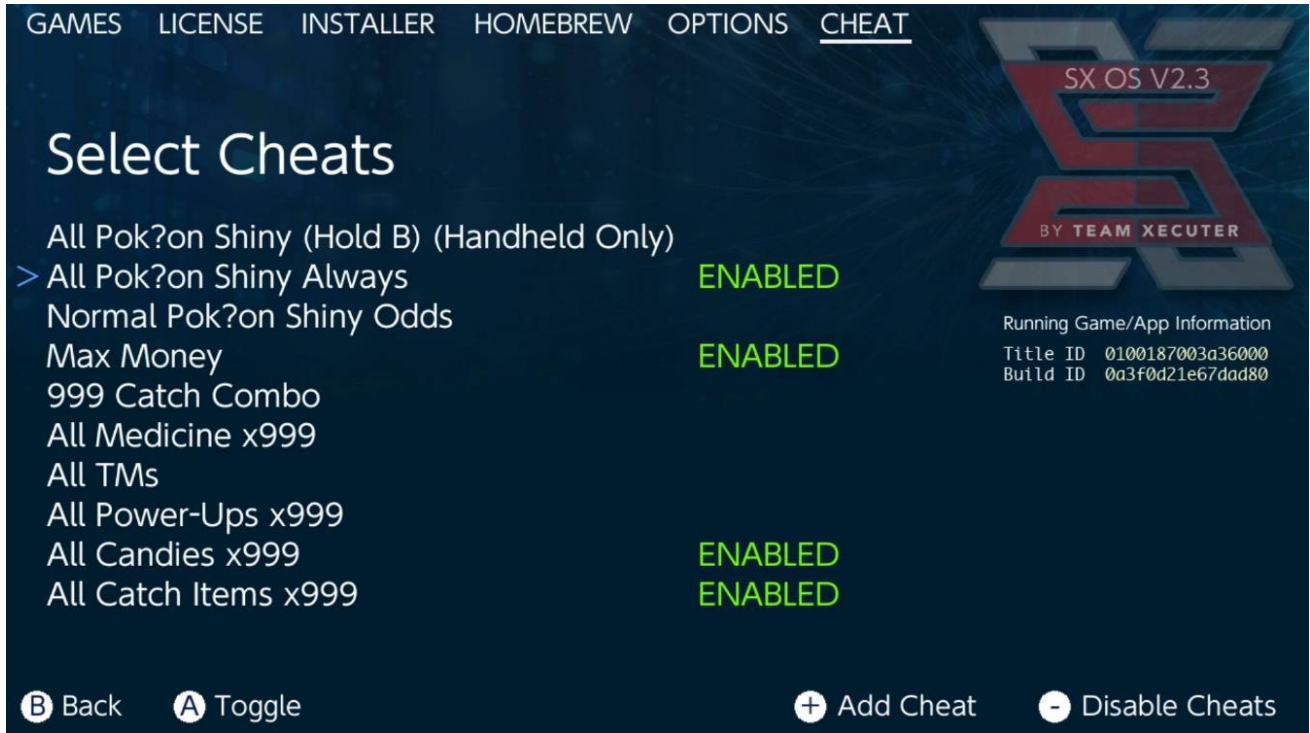 GAMES LICENSE INSTALLER HOMEBREW OPTIONS CHEAT
SX OS V2.3
BY TEAM XECUTER
Select Cheats
All Pok?on Shiny (Hold B) (Handheld Only)
> All Pok?on Shiny Always ENABLED
Normal Pok?on Shiny Odds
Max Money ENABLED
999 Catch Combo
All Medicine x999
All TMs
All Power-Ups x999
All Candies x999 ENABLED
All Catch Items x999 ENABLED
Running Game/App Information
Title ID 0100187003a36000
Build ID 0a3f0d21e67dad80
B Back A Toggle + Add Cheat - Disable Cheats